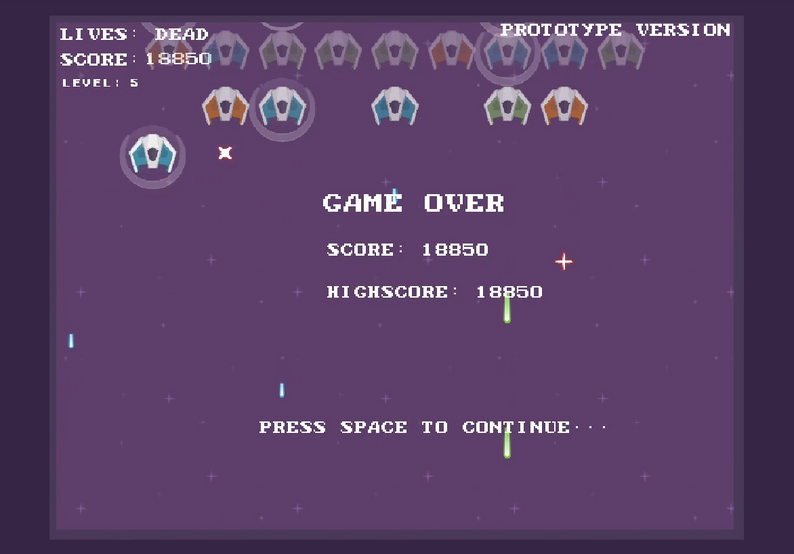 LIVES: DEAD
PROTOTYPE VERSION
SCORE: 18850
LEVEL: 5
GAME OVER
SCORE: 18850
HIGHSCORE: 18850
PRESS SPACE TO CONTINUE...